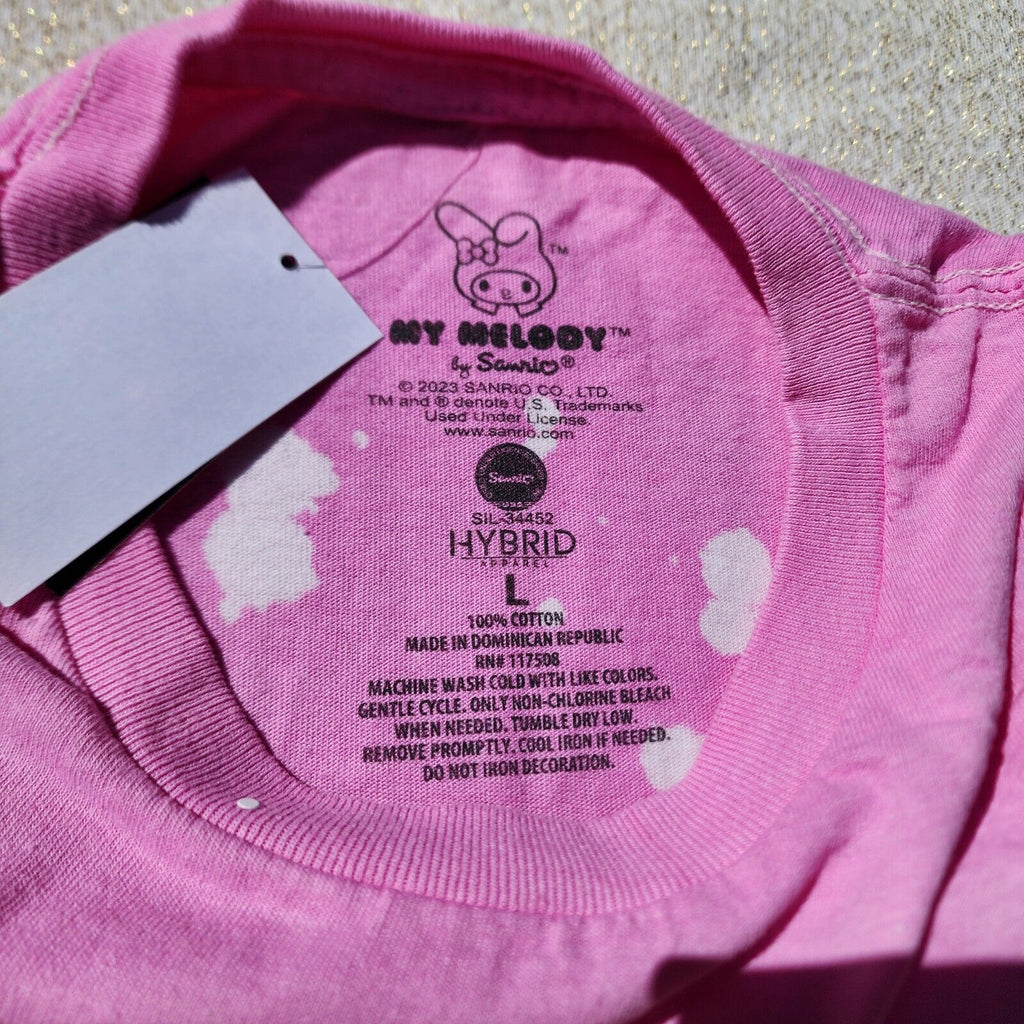 ™
MY MELODY™
by Sanrio®
© 2023 SANRIO CO., LTD.
TM and ® denote U.S. Trademarks
Used Under License.
www.sanrio.com
Sanrio
SIL-34452
HYBRID
APPAREL
L
100% COTTON
MADE IN DOMINICAN REPUBLIC
RN# 117508
MACHINE WASH COLD WITH LIKE COLORS.
GENTLE CYCLE. ONLY NON-CHLORINE BLEACH
WHEN NEEDED. TUMBLE DRY LOW.
REMOVE PROMPTLY. COOL IRON IF NEEDED.
DO NOT IRON DECORATION.